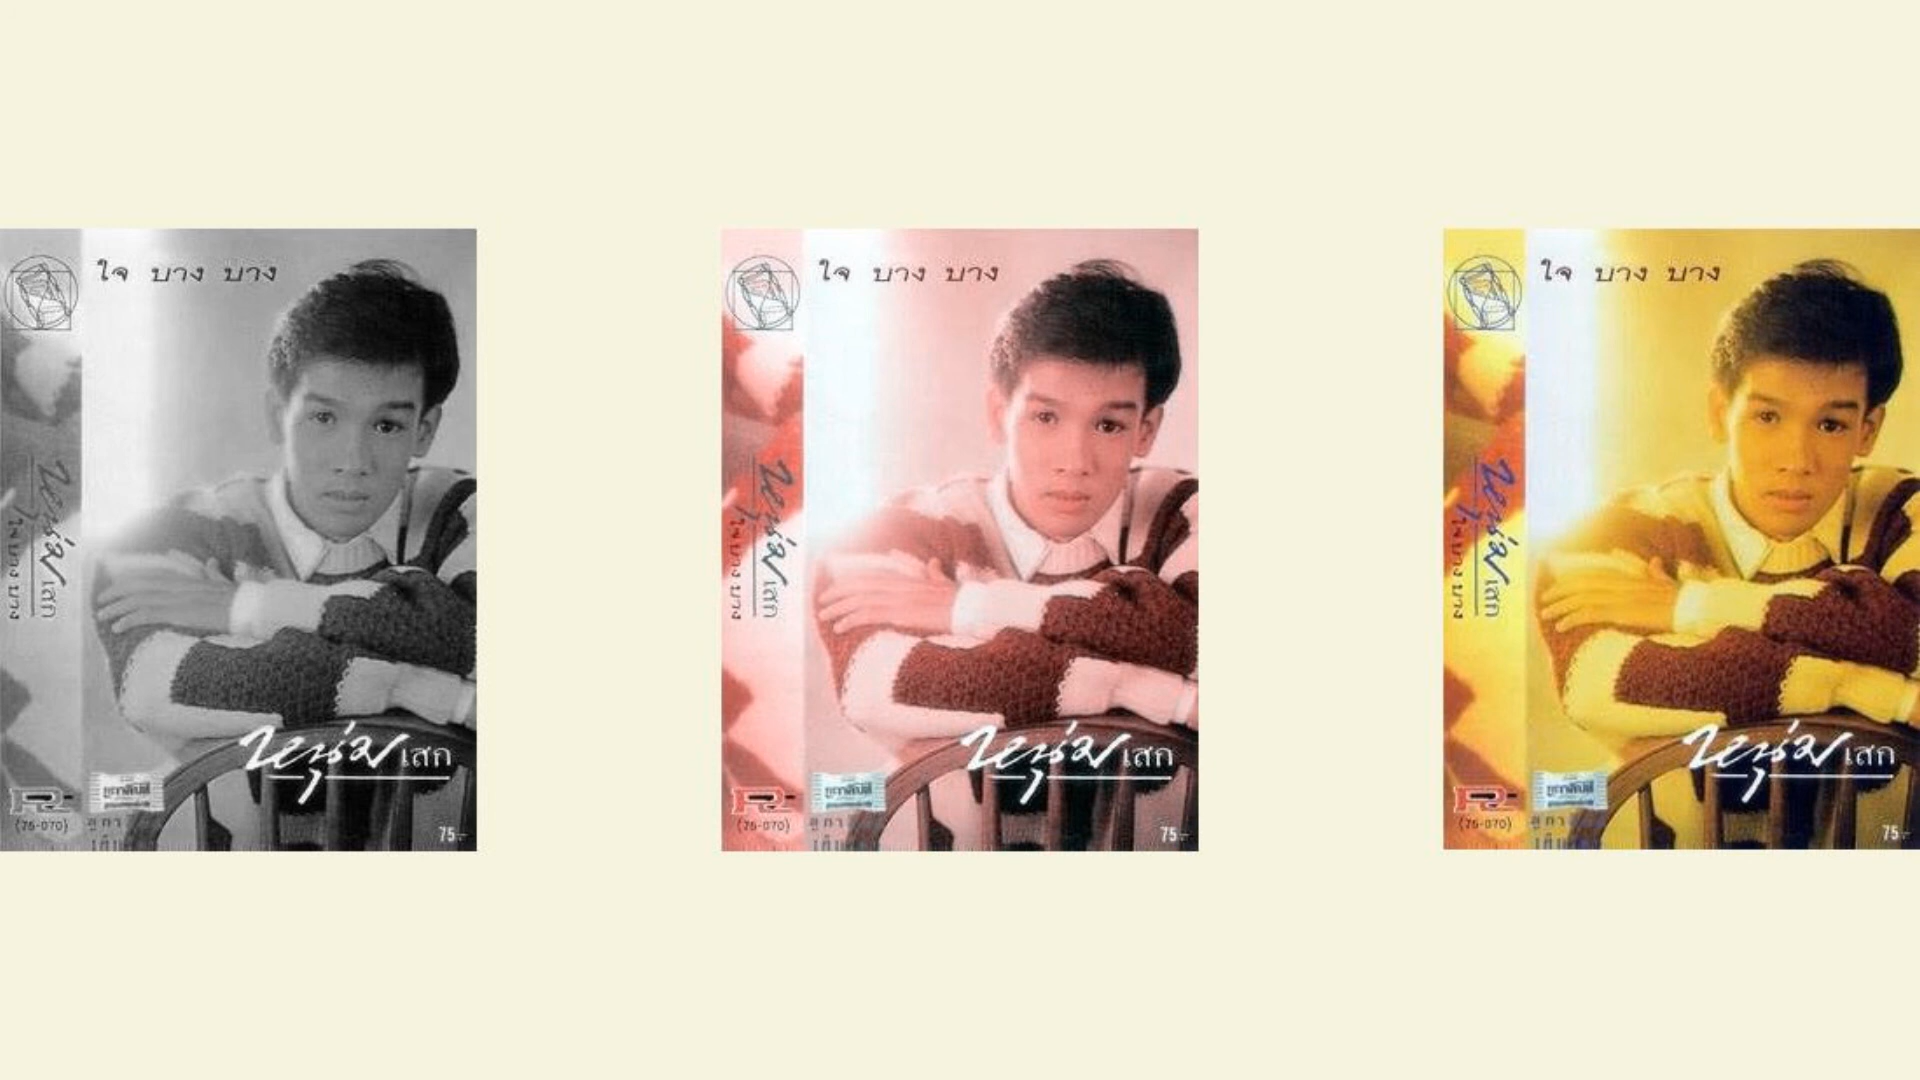 ใจ บาง บาง
หนุ่มเสก
ใจ บาง บาง
หนุ่มเสก
(75-070)
75.-
ใจ บาง บาง
หนุ่มเสก
ใจ บาง บาง
หนุ่มเสก
(75-070)
75.-
ใจ บาง บาง
หนุ่มเสก
ใจ บาง บาง
หนุ่มเสก
(75-070)
75.-